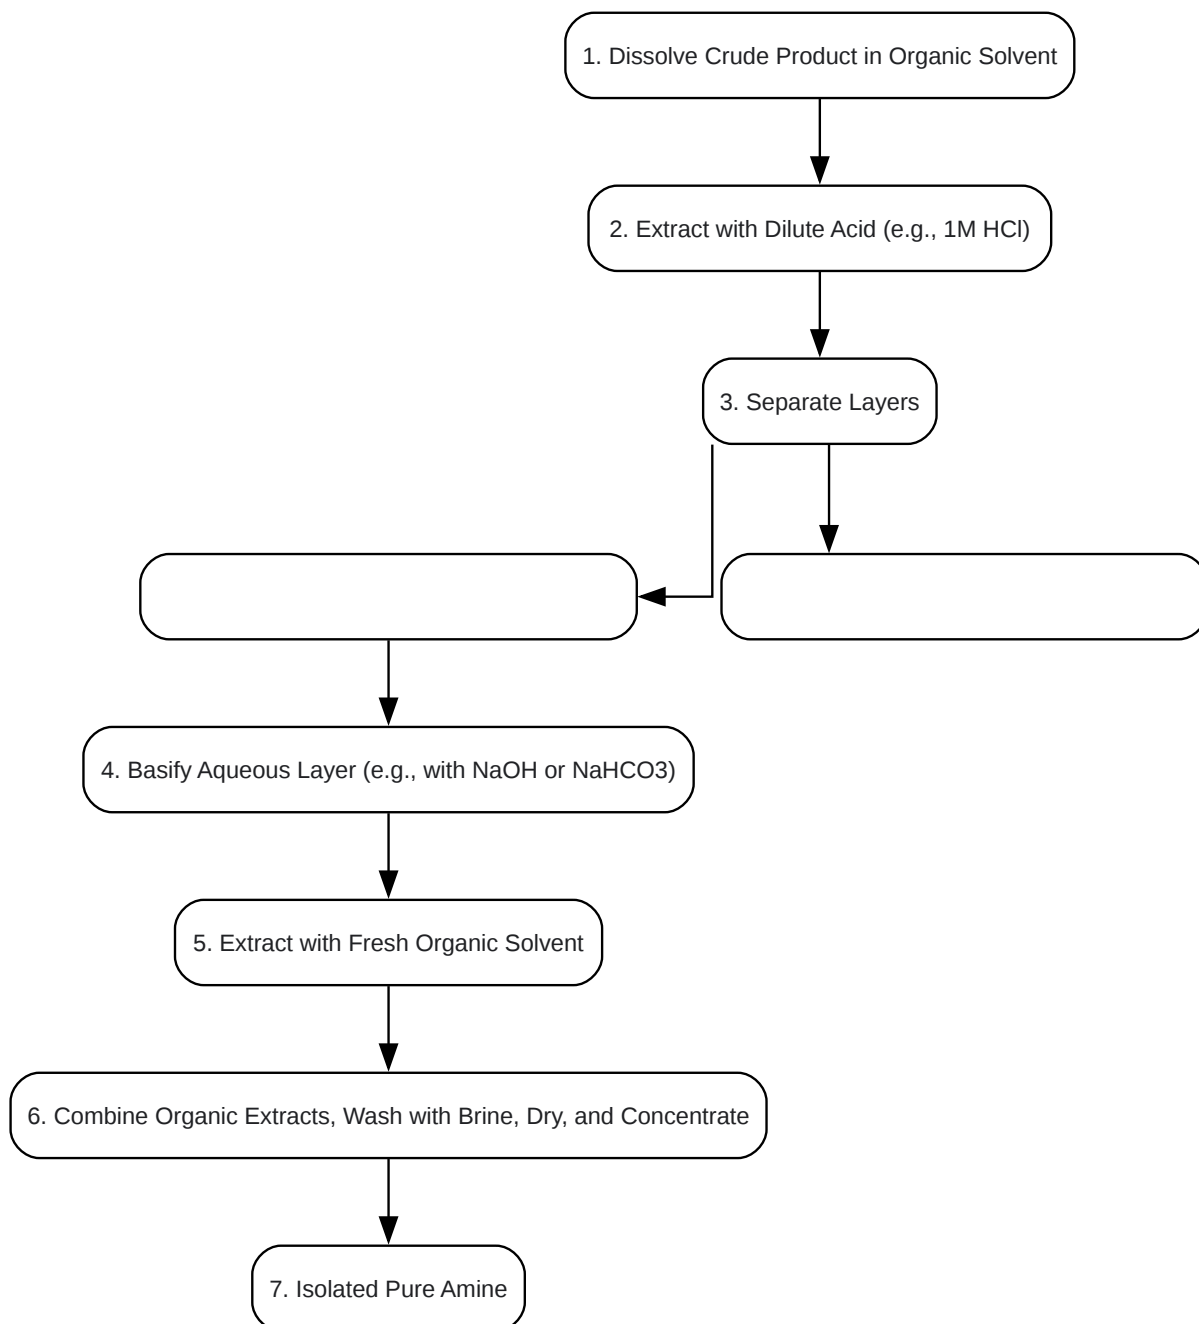 1. Dissolve Crude Product in Organic Solvent
2. Extract with Dilute Acid (e.g., 1M HCl)
3. Separate Layers
4. Basify Aqueous Layer (e.g., with NaOH or NaHCO3)
5. Extract with Fresh Organic Solvent
6. Combine Organic Extracts, Wash with Brine, Dry, and Concentrate
7. Isolated Pure Amine